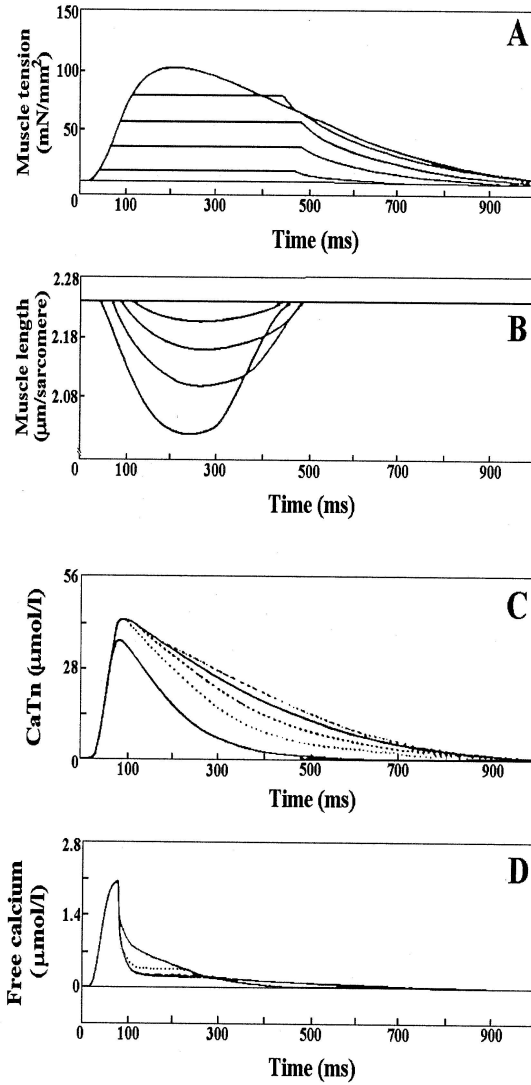 A
Muscle tension
(mN/mm²)
150
100
50
0 100 300 500 700 900
Time (ms)
B
Muscle length
(µm/sarcomere)
2.28
2.18
2.08
100 300 500 700 900
Time (ms)
C
CaTn (µmol/l)
56
28
0
100 300 500 700 900
Time (ms)
D
Free calcium
(µmol/l)
2.8
1.4
0
100 300 500 700 900
Time (ms)